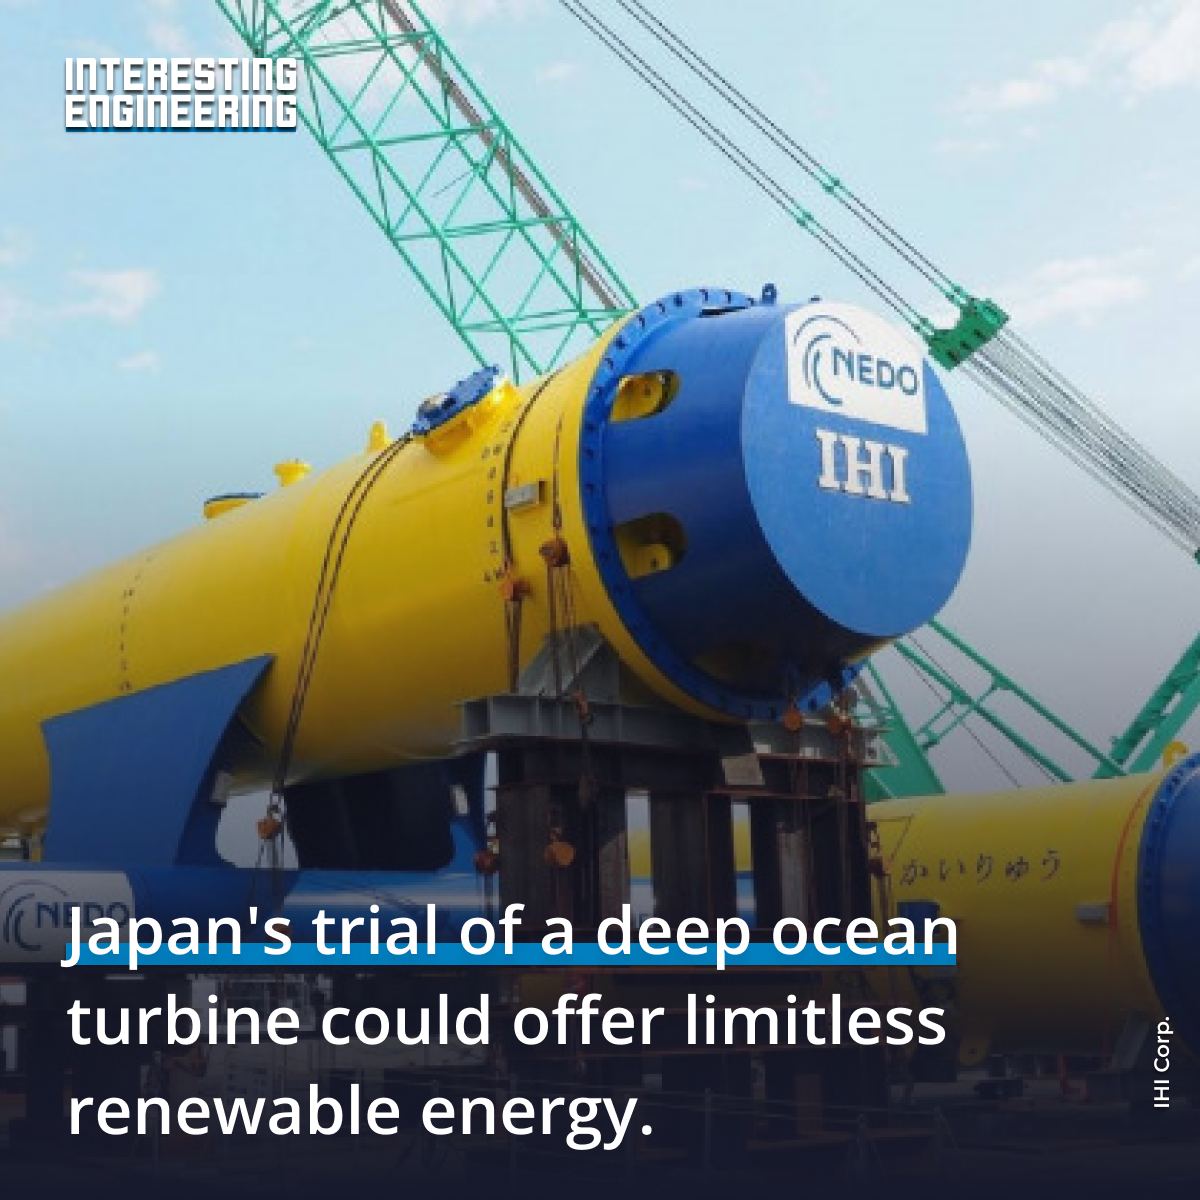 INTERESTING
ENGINEERING
NEDO
IHI
かいりゅう
NEDO
Japan's trial of a deep ocean
turbine could offer limitless
renewable energy.
IHI Corp.